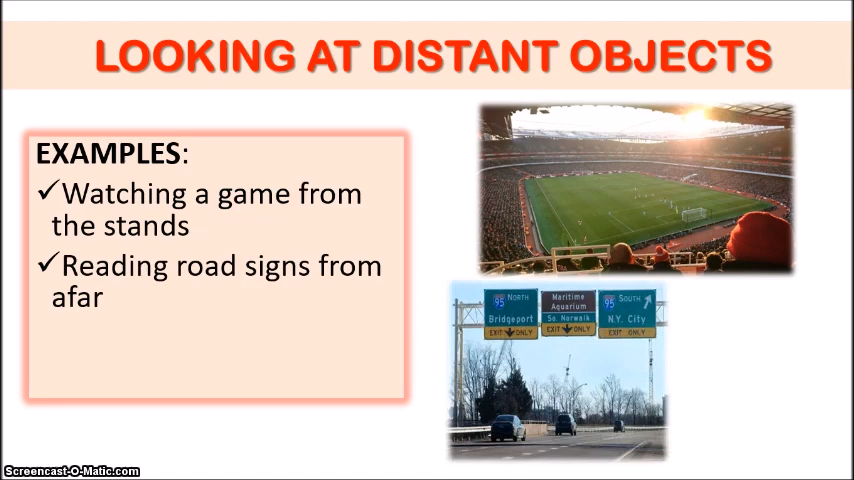 LOOKING AT DISTANT OBJECTS
EXAMPLES:
✓Watching a game from
the stands
✓Reading road signs from
afar
95 NORTH
Bridgeport
EXIT ONLY
Maritime
Aquarium
So. Norwalk
EXIT ONLY
95 SOUTH
N.Y. City
EXIT ONLY
Screencast-O-Matic.com